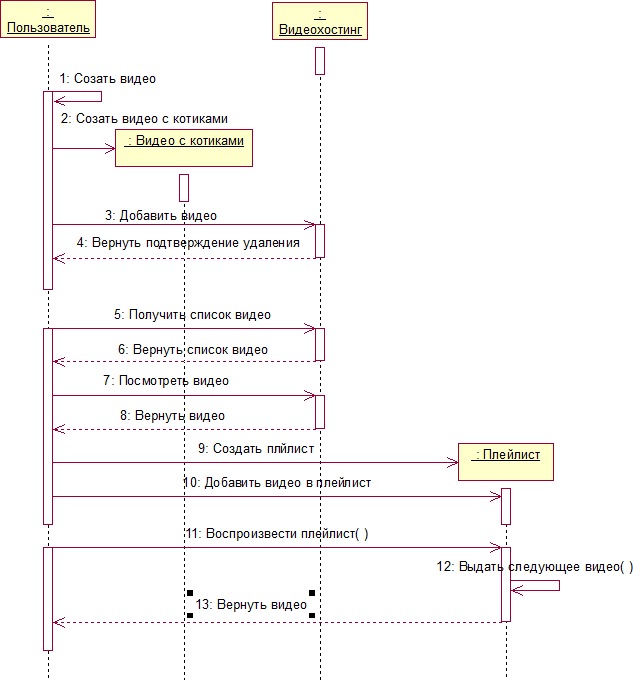 :
Пользователь
:
Видеохостинг
1: Созать видео
2: Созать видео с котиками
: Видео с котиками
3: Добавить видео
4: Вернуть подтверждение удаления
5: Получить список видео
6: Вернуть список видео
7: Посмотреть видео
8: Вернуть видео
9: Создать плйлист
: Плейлист
10: Добавить видео в плейлист
11: Воспроизвести плейлист( )
12: Выдать следующее видео( )
13: Вернуть видео